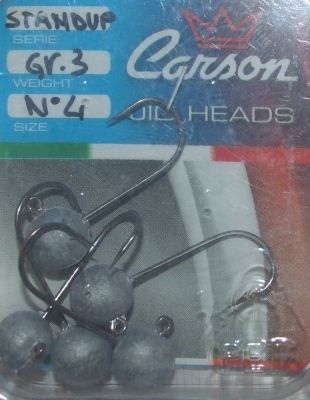 STANDUP
SERIE
Gr.3
WEIGHT
N°4
SIZE
Carson
JIG HEADS